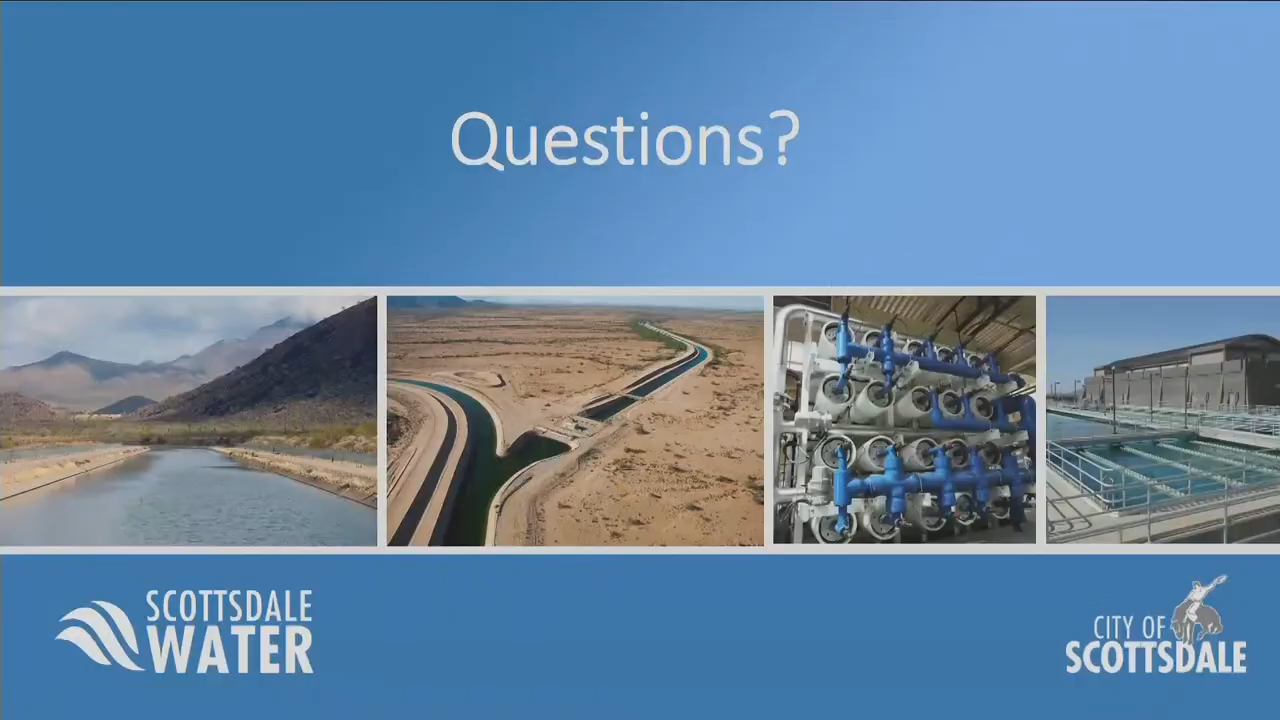 Questions?
SCOTTSDALE
WATER
CITY OF
SCOTTSDALE